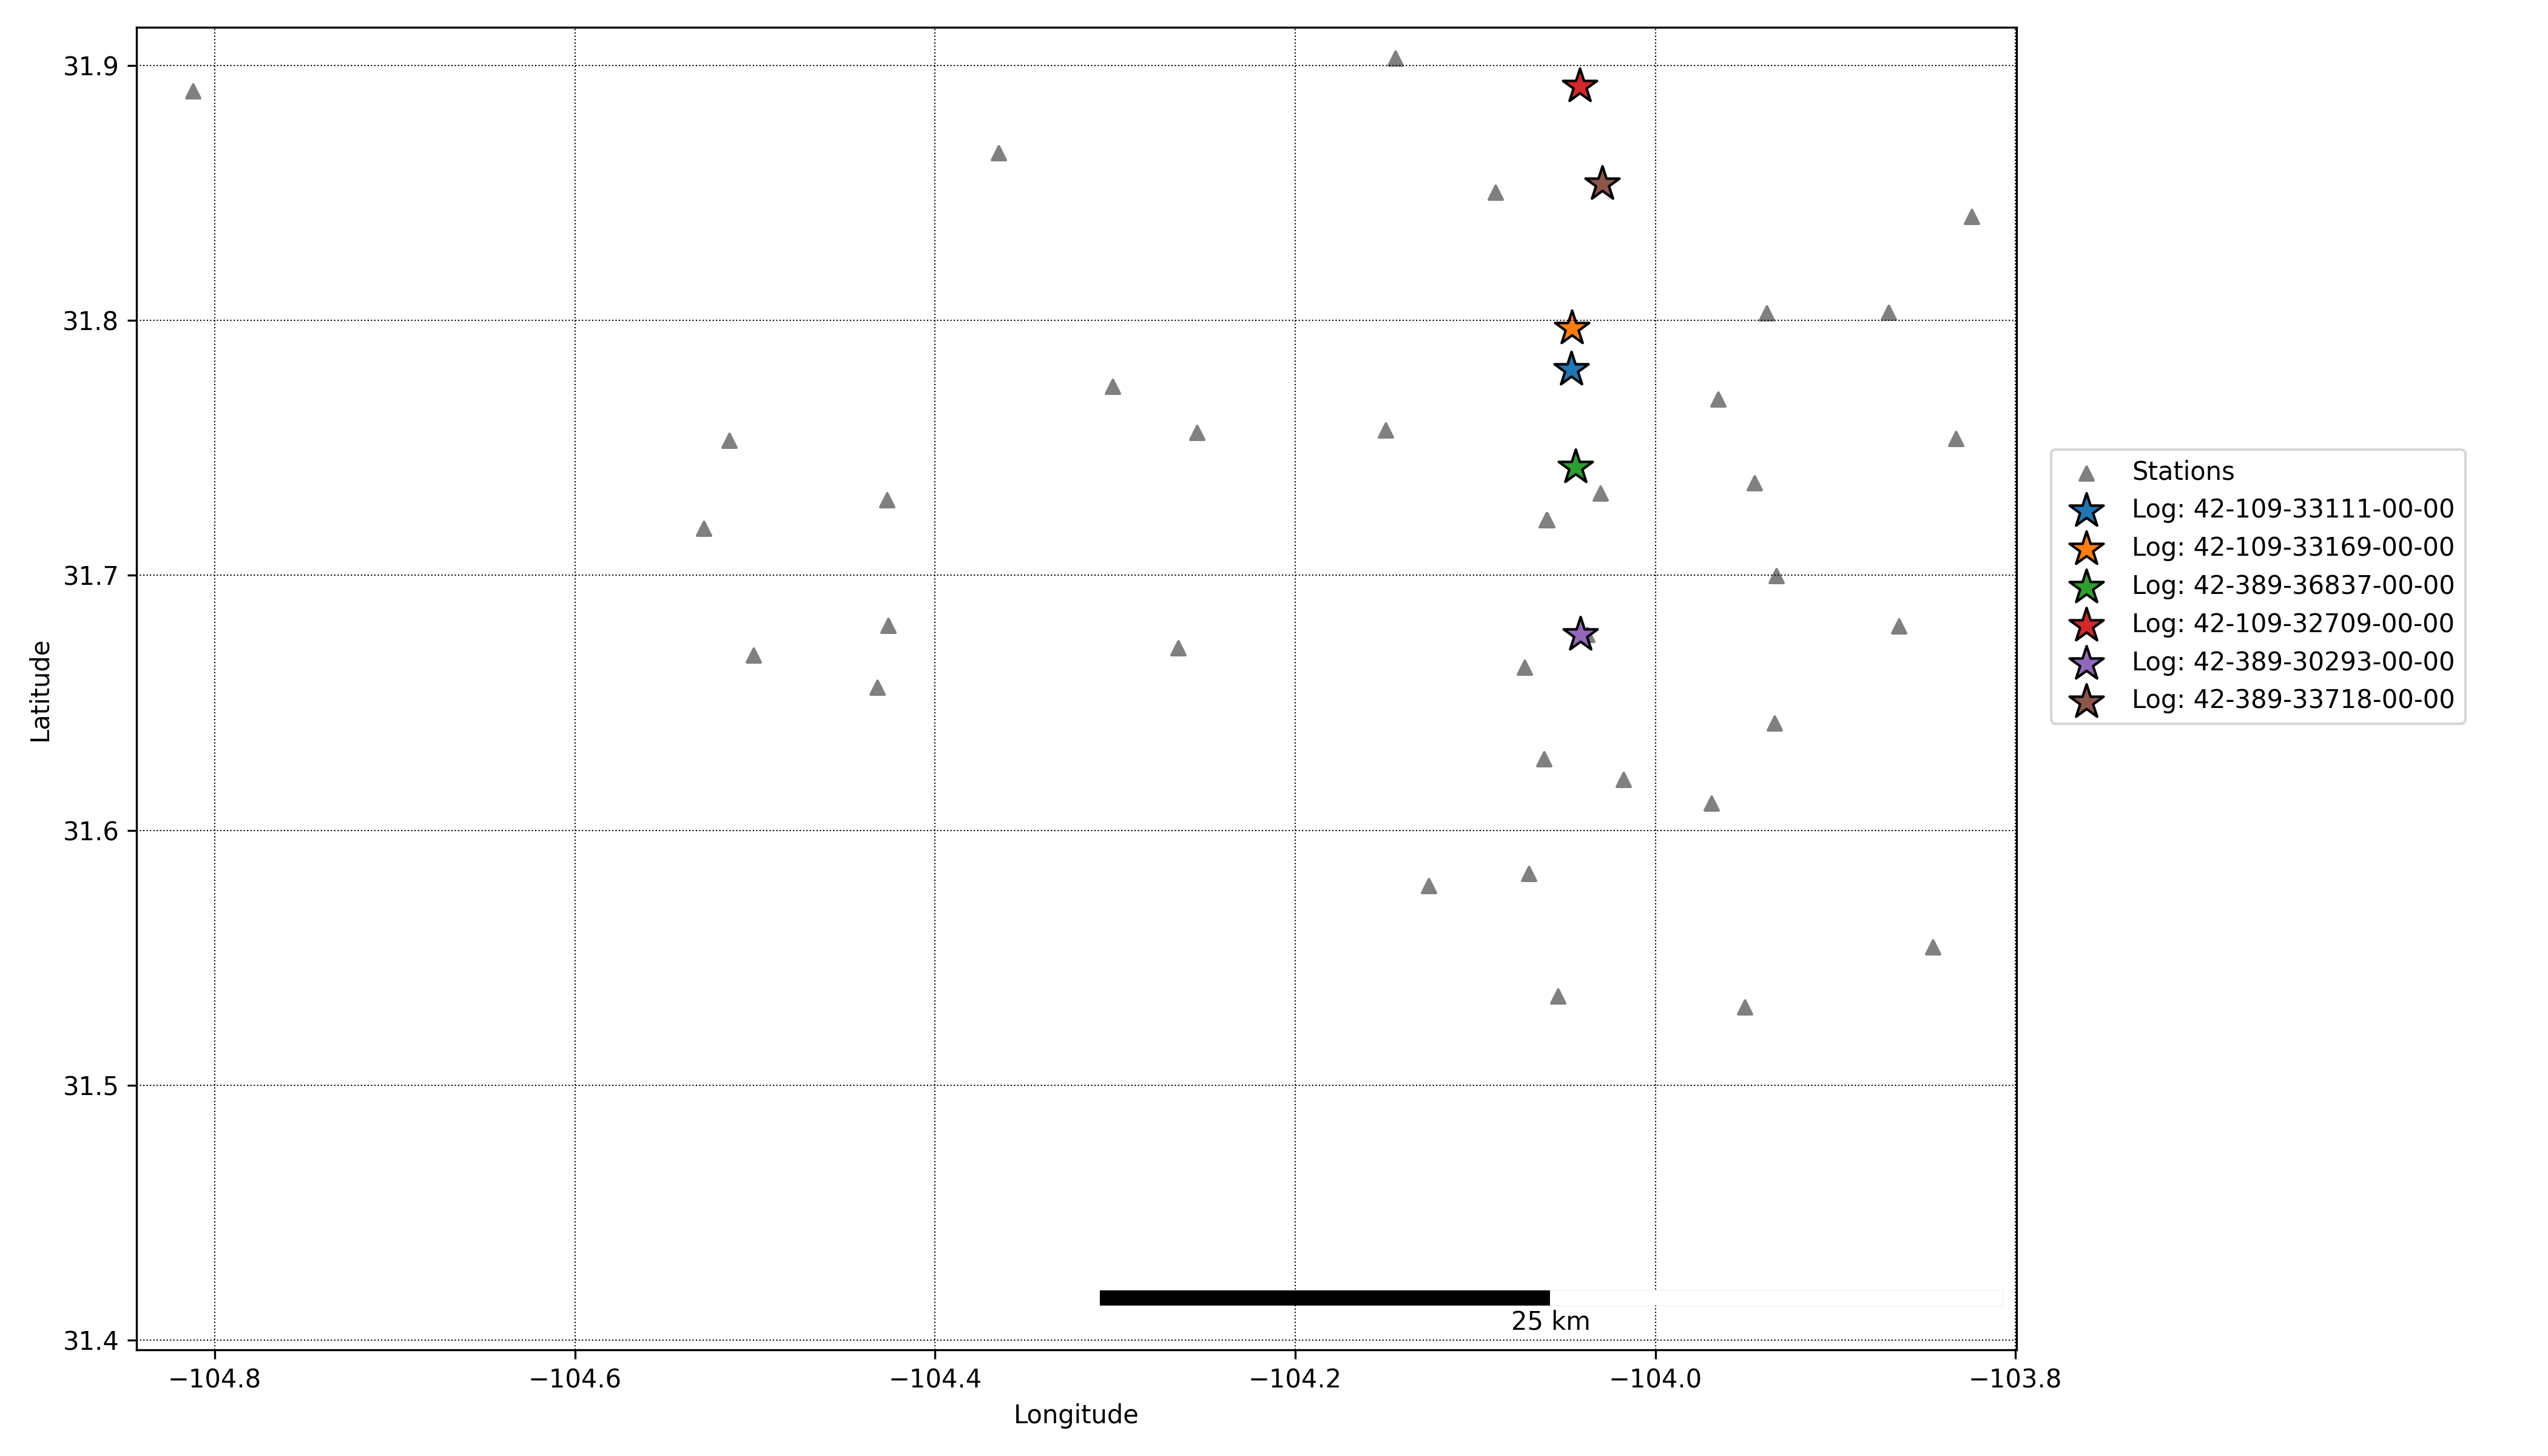 31.9
31.8
31.7
31.6
31.5
31.4
Latitude
−104.8
−104.6
−104.4
−104.2
−104.0
−103.8
Longitude
25 km
Stations
Log: 42-109-33111-00-00
Log: 42-109-33169-00-00
Log: 42-389-36837-00-00
Log: 42-109-32709-00-00
Log: 42-389-30293-00-00
Log: 42-389-33718-00-00